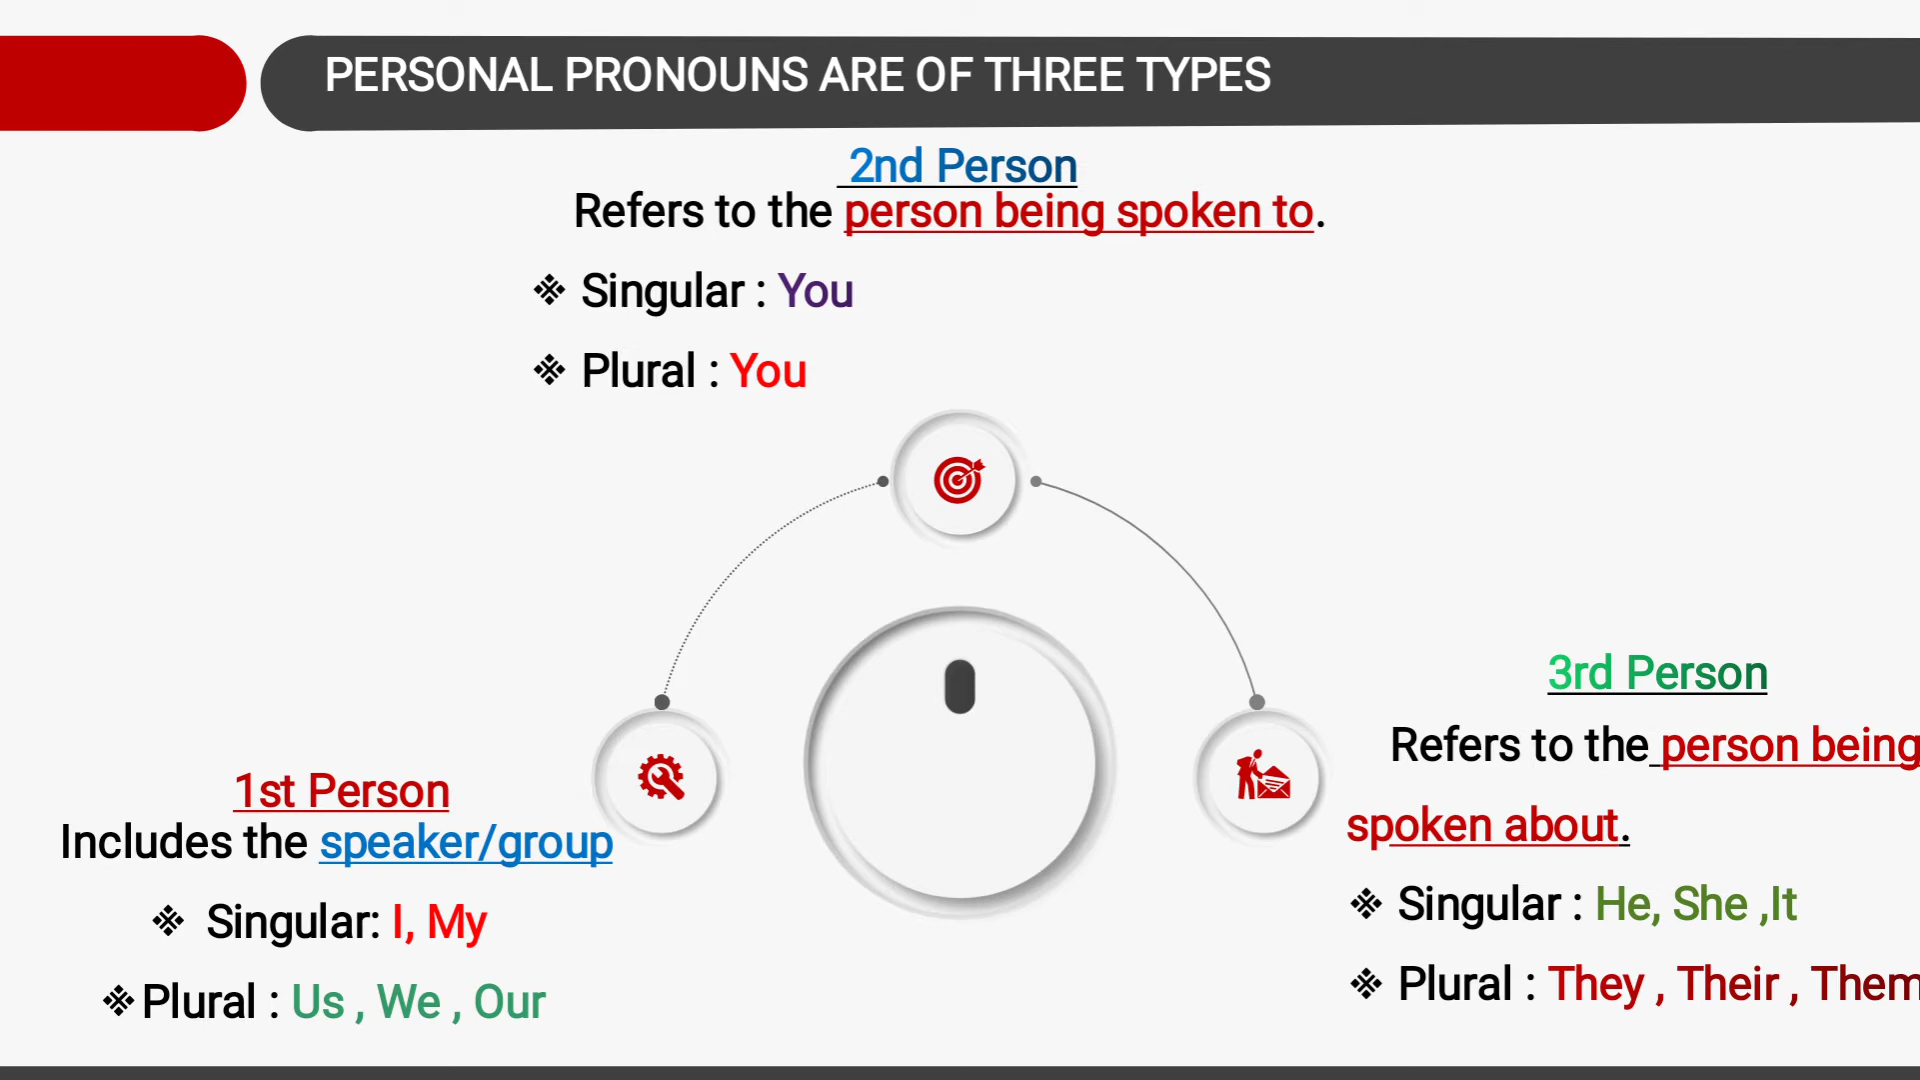 PERSONAL PRONOUNS ARE OF THREE TYPES
2nd Person
Refers to the person being spoken to.
❖ Singular : You
❖ Plural : You
1st Person
Includes the speaker/group
❖ Singular: I, My
❖ Plural : Us , We , Our
3rd Person
Refers to the person being
spoken about.
❖ Singular : He, She ,It
❖ Plural : They , Their , Them